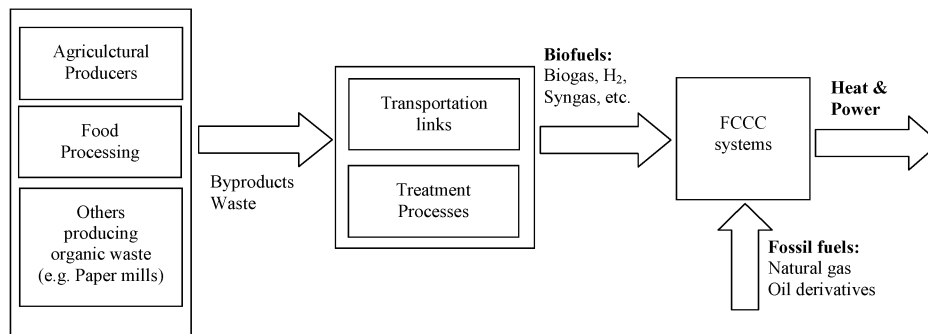 Agriculctural
Producers
Food
Processing
Others
producing
organic waste
(e.g. Paper mills)
Byproducts
Waste
Transportation
links
Treatment
Processes
Biofuels:
Biogas, H₂,
Syngas, etc.
FCCC
systems
Heat &
Power
Fossil fuels:
Natural gas
Oil derivatives